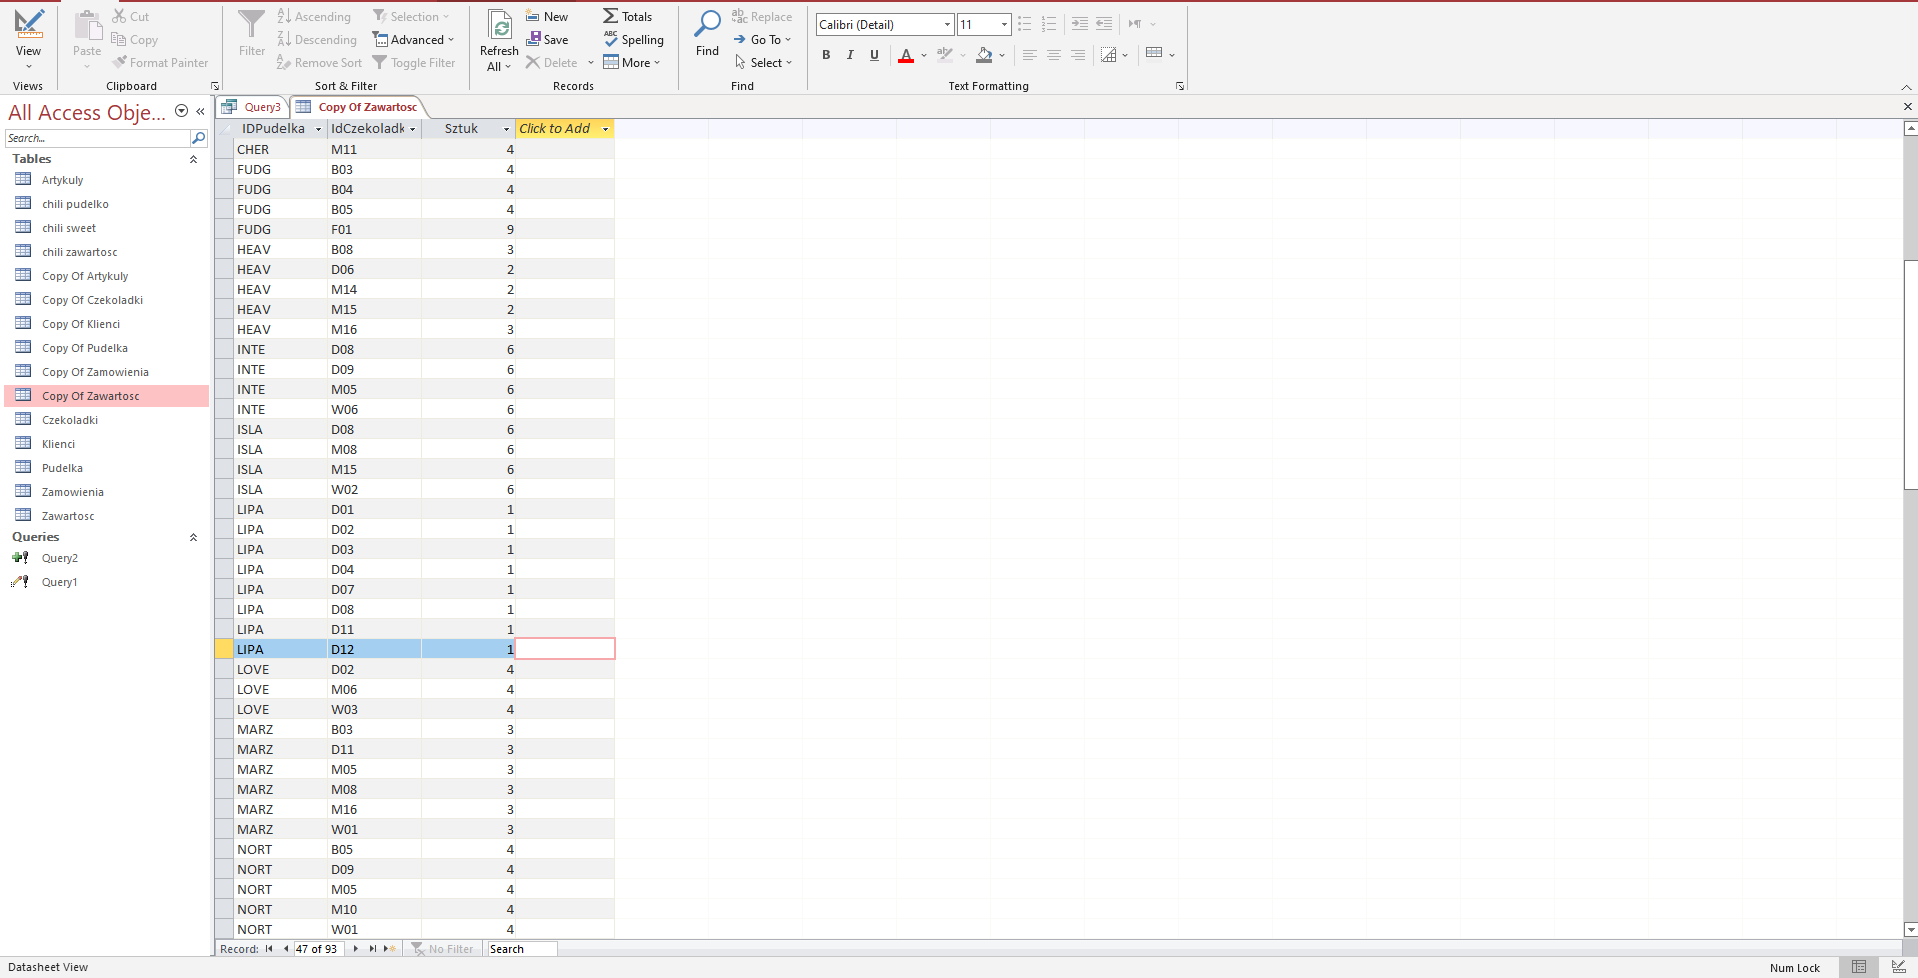 View
Views
Paste
Cut
Copy
Format Painter
Clipboard
Filter
Ascending
Descending
Remove Sort
Selection
Advanced
Toggle Filter
Sort & Filter
Refresh
All
New
Save
Delete
Totals
Spelling
More
Records
Find
Replace
Go To
Select
Find
Calibri (Detail)
11
B I U A
Text Formatting
All Access Obje...
Search...
Tables
Artykuly
chili pudelko
chili sweet
chili zawartosc
Copy Of Artykuly
Copy Of Czekoladki
Copy Of Klienci
Copy Of Pudelka
Copy Of Zamowienia
Copy Of Zawartosc
Czekoladki
Klienci
Pudelka
Zamowienia
Zawartosc
Queries
Query2
Query1
Query3
Copy Of Zawartosc
IDPudelka IdCzekoladk Sztuk Click to Add
CHER M11 4
FUDG B03 4
FUDG B04 4
FUDG B05 4
FUDG F01 9
HEAV B08 3
HEAV D06 2
HEAV M14 2
HEAV M15 2
HEAV M16 3
INTE D08 6
INTE D09 6
INTE M05 6
INTE W06 6
ISLA D08 6
ISLA M08 6
ISLA M15 6
ISLA W02 6
LIPA D01 1
LIPA D02 1
LIPA D03 1
LIPA D04 1
LIPA D07 1
LIPA D08 1
LIPA D11 1
LIPA D12 1
LOVE D02 4
LOVE M06 4
LOVE W03 4
MARZ B03 3
MARZ D11 3
MARZ M05 3
MARZ M08 3
MARZ M16 3
MARZ W01 3
NORT B05 4
NORT D09 4
NORT M05 4
NORT M10 4
NORT W01 4
Record: 47 of 93 No Filter Search
Datasheet View
Num Lock